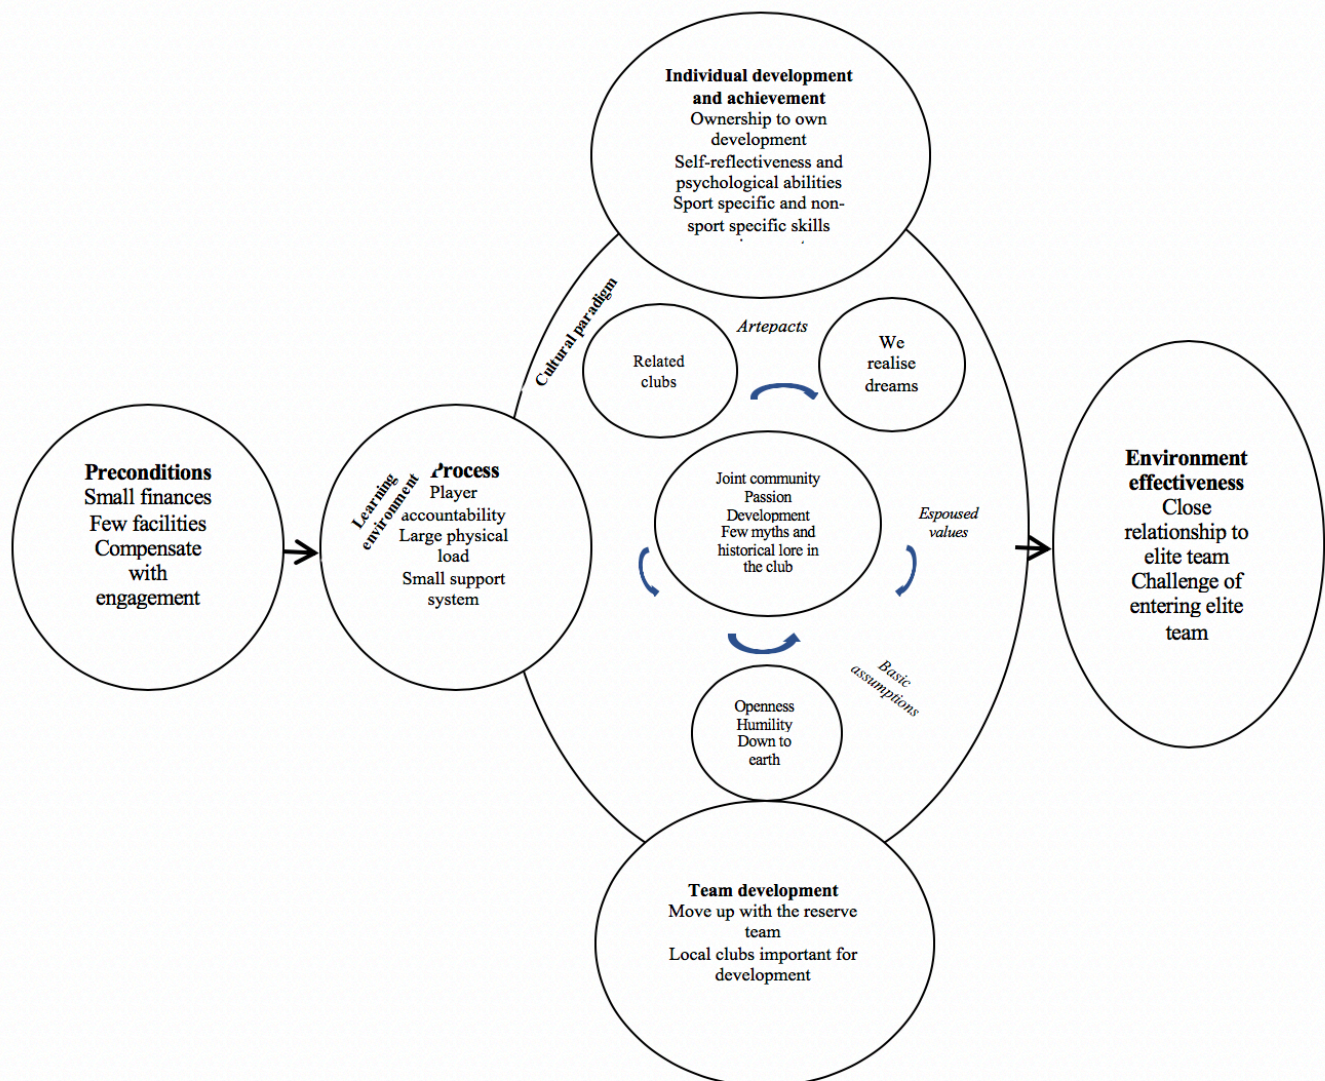 Individual development
and achievement
Ownership to own
development
Self-reflectiveness and
psychological abilities
Sport specific and non-
sport specific skills
Cultural paradigm
Artepacts
Related
clubs
We
realise
dreams
Preconditions
Small finances
Few facilities
Compensate
with
engagement
Learning
environment
Process
Player
accountability
Large physical
load
Small support
system
Joint community
Passion
Development
Few myths and
historical lore in
the club
Espoused
values
Environment
effectiveness
Close
relationship to
elite team
Challenge of
entering elite
team
Basic
assumptions
Openness
Humility
Down to
earth
Team development
Move up with the reserve
team
Local clubs important for
development